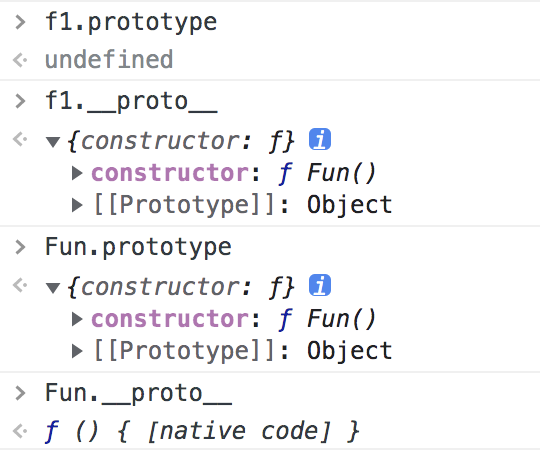 > f1.prototype
<· undefined
> f1.__proto__
<· ▼{constructor: ƒ} i
▶constructor: ƒ Fun()
▶[[Prototype]]: Object
> Fun.prototype
<· ▼{constructor: ƒ} i
▶constructor: ƒ Fun()
▶[[Prototype]]: Object
> Fun.__proto__
<· ƒ () { [native code] }